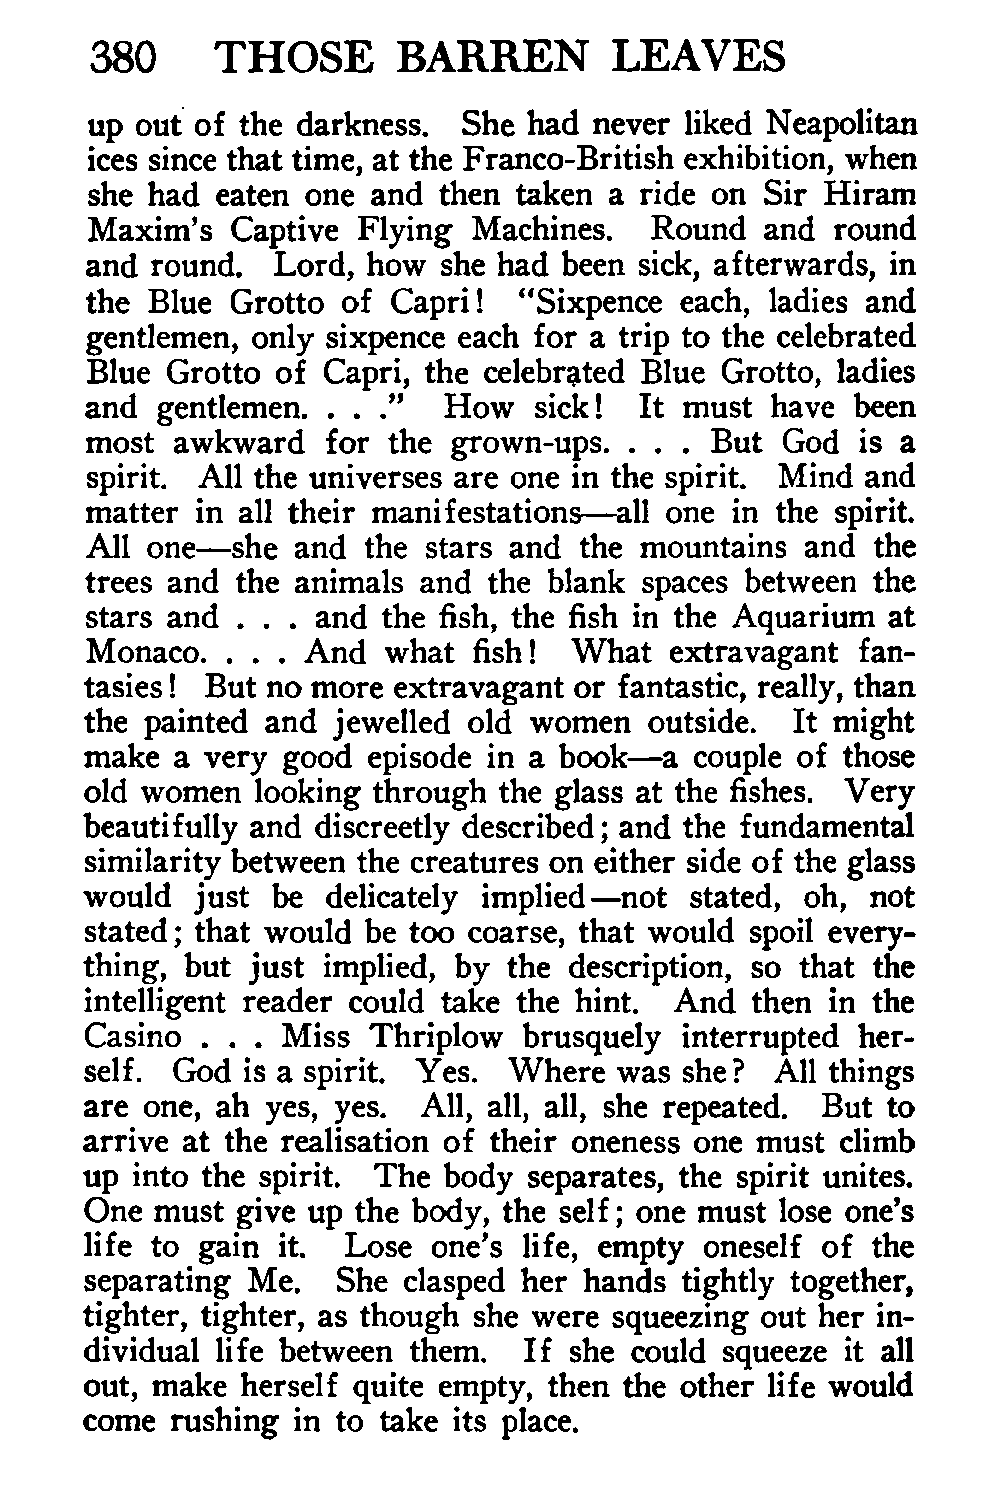 380 THOSE BARREN LEAVES
up out of the darkness. She had never liked Neapolitan
ices since that time, at the Franco-British exhibition, when
she had eaten one and then taken a ride on Sir Hiram
Maxim's Captive Flying Machines. Round and round
and round. Lord, how she had been sick, afterwards, in
the Blue Grotto of Capri! “Sixpence each, ladies and
gentlemen, only sixpence each for a trip to the celebrated
Blue Grotto of Capri, the celebrated Blue Grotto, ladies
and gentlemen. . . .” How sick! It must have been
most awkward for the grown-ups. . . . But God is a
spirit. All the universes are one in the spirit. Mind and
matter in all their manifestations—all one in the spirit.
All one—she and the stars and the mountains and the
trees and the animals and the blank spaces between the
stars and . . . and the fish, the fish in the Aquarium at
Monaco. . . . And what fish! What extravagant fan-
tasies! But no more extravagant or fantastic, really, than
the painted and jewelled old women outside. It might
make a very good episode in a book—a couple of those
old women looking through the glass at the fishes. Very
beautifully and discreetly described; and the fundamental
similarity between the creatures on either side of the glass
would just be delicately implied—not stated, oh, not
stated; that would be too coarse, that would spoil every-
thing, but just implied, by the description, so that the
intelligent reader could take the hint. And then in the
Casino . . . Miss Thriplow brusquely interrupted her-
self. God is a spirit. Yes. Where was she? All things
are one, ah yes, yes. All, all, all, she repeated. But to
arrive at the realisation of their oneness one must climb
up into the spirit. The body separates, the spirit unites.
One must give up the body, the self; one must lose one's
life to gain it. Lose one's life, empty oneself of the
separating Me. She clasped her hands tightly together,
tighter, tighter, as though she were squeezing out her in-
dividual life between them. If she could squeeze it all
out, make herself quite empty, then the other life would
come rushing in to take its place.